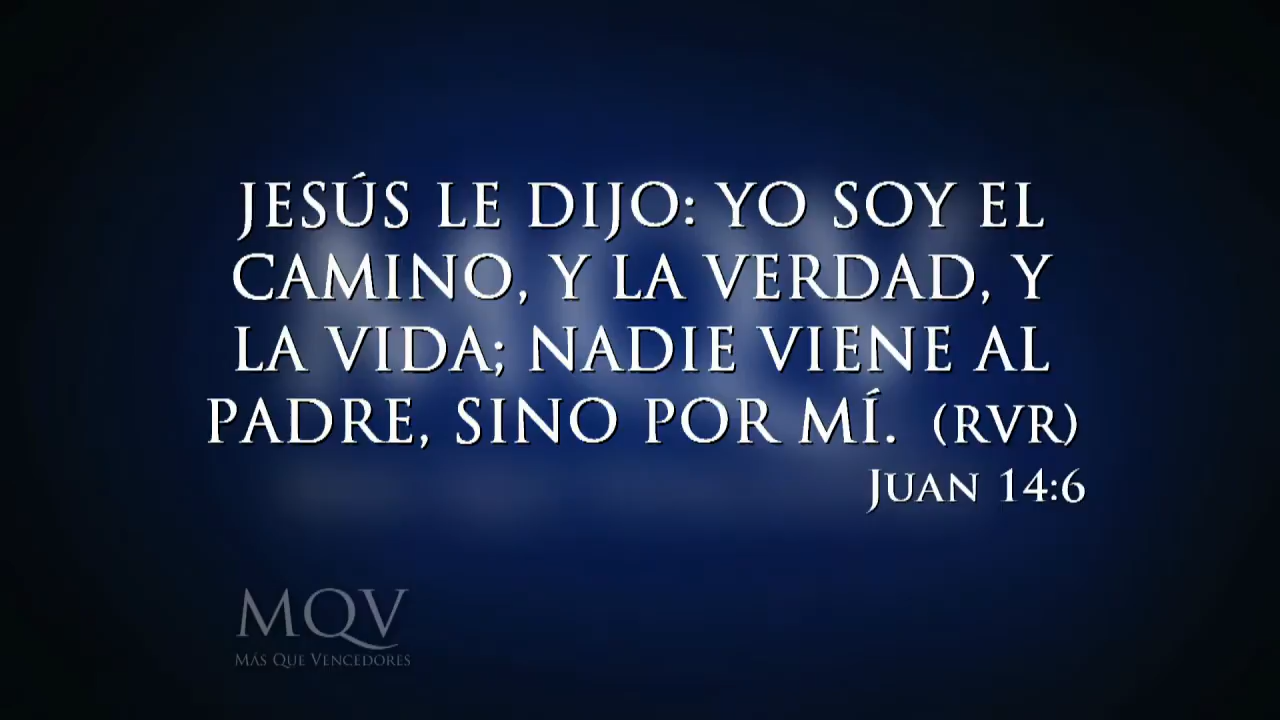 JESÚS LE DIJO: YO SOY EL
CAMINO, Y LA VERDAD, Y
LA VIDA; NADIE VIENE AL
PADRE, SINO POR MÍ. (RVR)
JUAN 14:6
MQV
MÁS QUE VENCEDORES